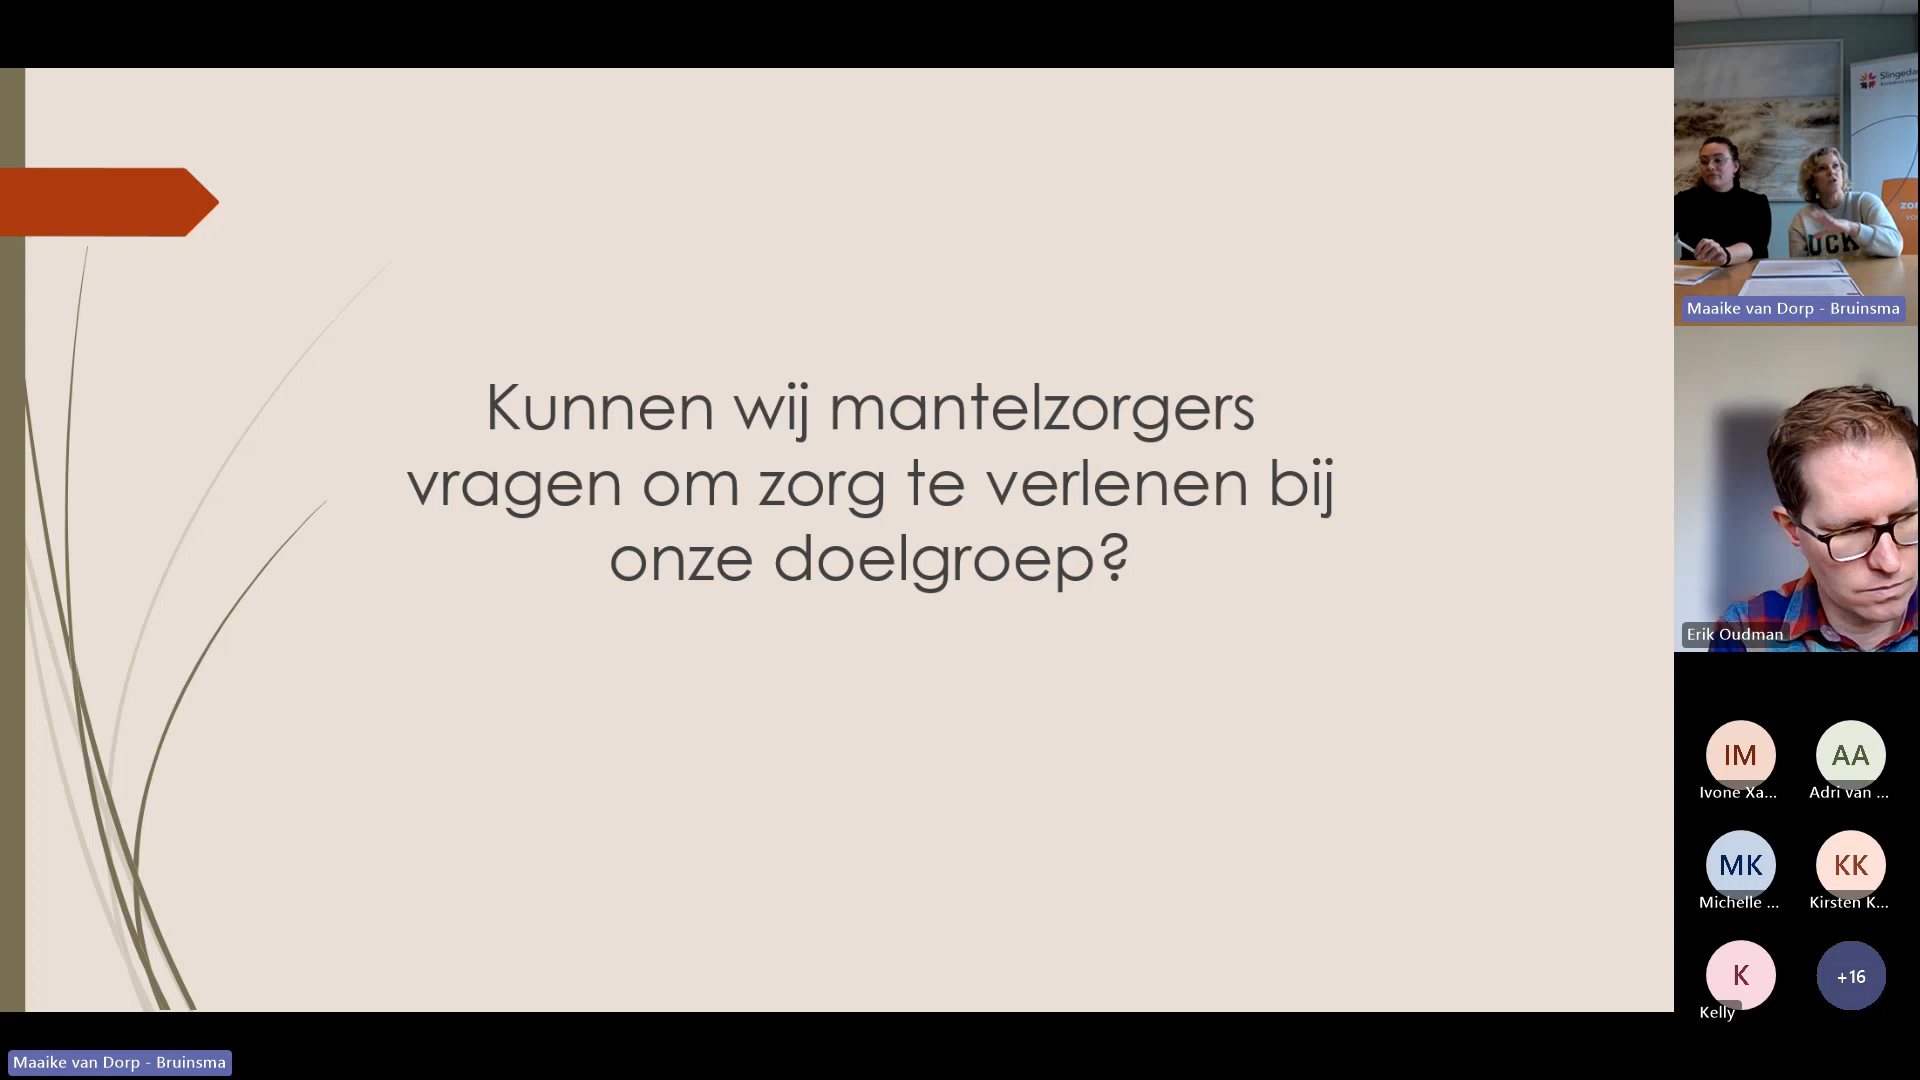 Kunnen wij mantelzorgers
vragen om zorg te verlenen bij
onze doelgroep?
Maaike van Dorp - Bruinsma
UCK
Maaike van Dorp - Bruinsma
Erik Oudman
IM
Ivone Xa...
AA
Adri van ...
MK
Michelle ...
KK
Kirsten K...
K
Kelly
+16